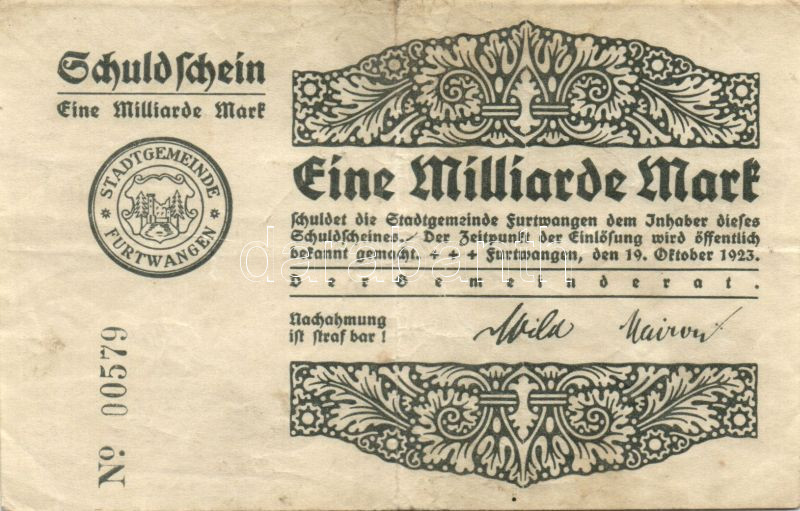 Schuldschein
Eine Milliarde Mark
STADTGEMEINDE
FURTWANGEN
No 00579
Eine Milliarde Mark
schuldet die Stadtgemeinde Furtwangen dem Inhaber dieses
Schuldscheines. Der Zeitpunkt der Einlösung wird öffentlich
bekannt gemacht. + + + Furtwangen, den 19. Oktober 1923.
Der Gemeinderat.
Nachahmung
ist strafbar!
Wild
darabanth